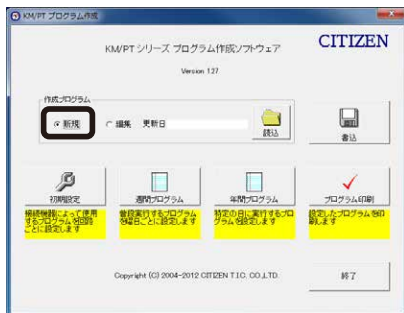 KM/PT プログラム作成
KM/PT シリーズ プログラム作成ソフトウェア
CITIZEN
Version 1.27
作成プログラム
新規
編集
更新日
読込
書込
初期設定
週間プログラム
年間プログラム
プログラム印刷
接続機器によって使用
するプログラムを回路
ごとに設定します
普段実行するプログラム
を曜日ごとに設定します
特定の日に実行するプロ
グラムを設定します
設定したプログラムを印
刷します
Copyright (C) 2004-2012 CITIZEN T.I.C. CO.,LTD.
終了